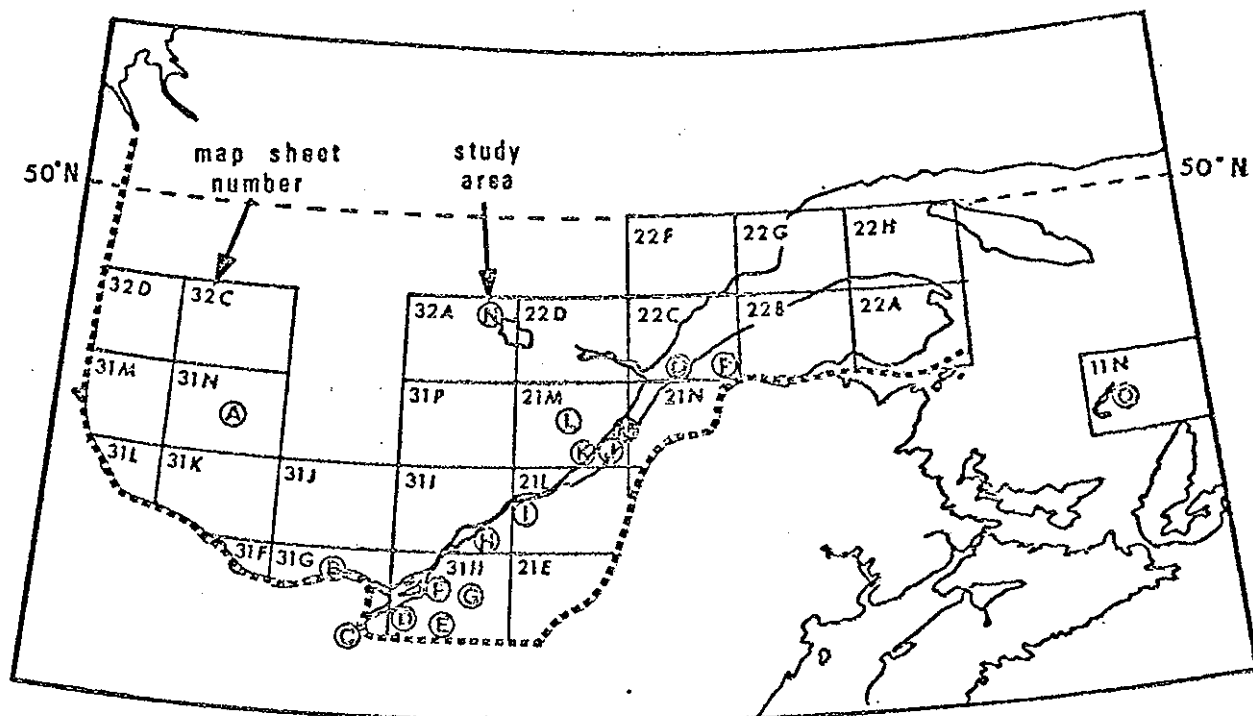 map sheet
number
study
area
50°N
50°N
22F
22G
22H
32D
32C
32A
22D
22C
22B
22A
N
31M
31N
31P
21M
21N
11N
A
L
K
O
31L
31K
31J
31I
21L
I
H
31F
31G
31H
21E
F
G
C
D
E